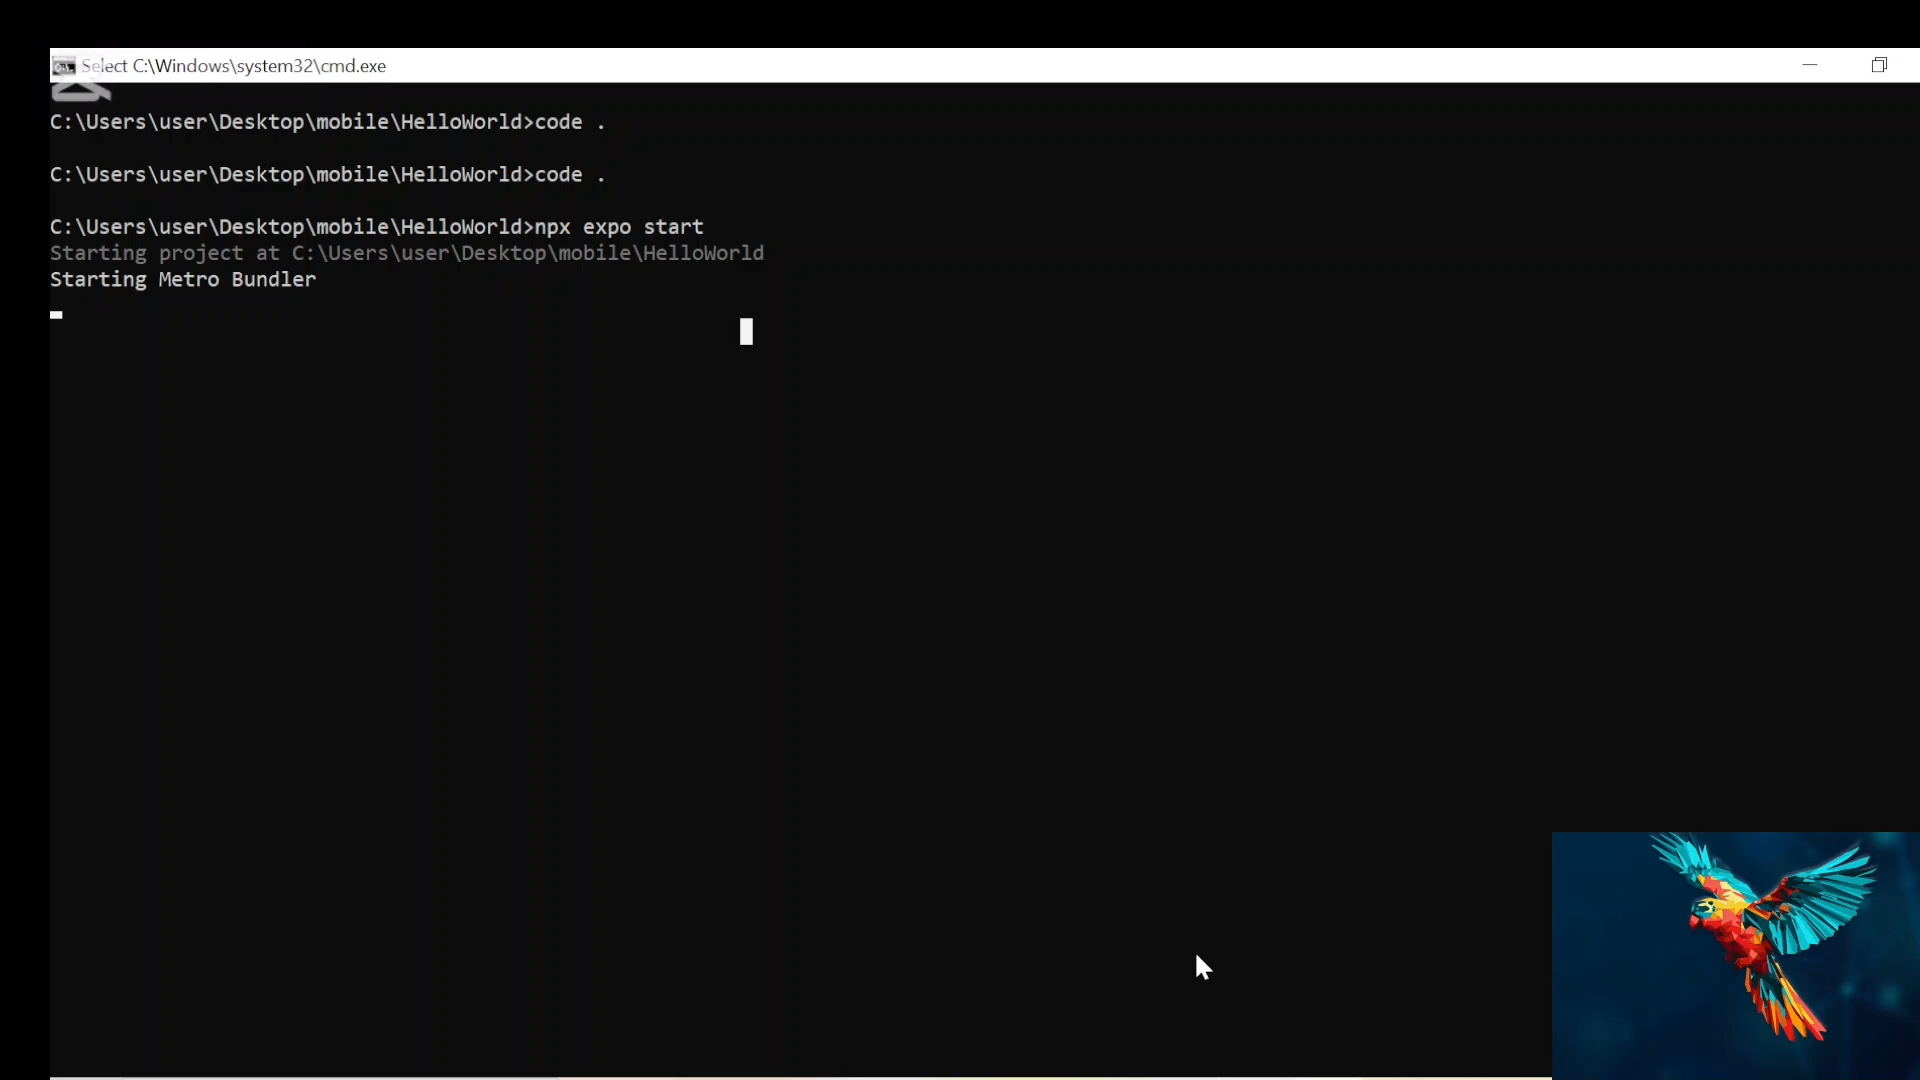 Select C:\Windows\system32\cmd.exe
C:\Users\user\Desktop\mobile\HelloWorld>code .
C:\Users\user\Desktop\mobile\HelloWorld>code .
C:\Users\user\Desktop\mobile\HelloWorld>npx expo start
Starting project at C:\Users\user\Desktop\mobile\HelloWorld
Starting Metro Bundler